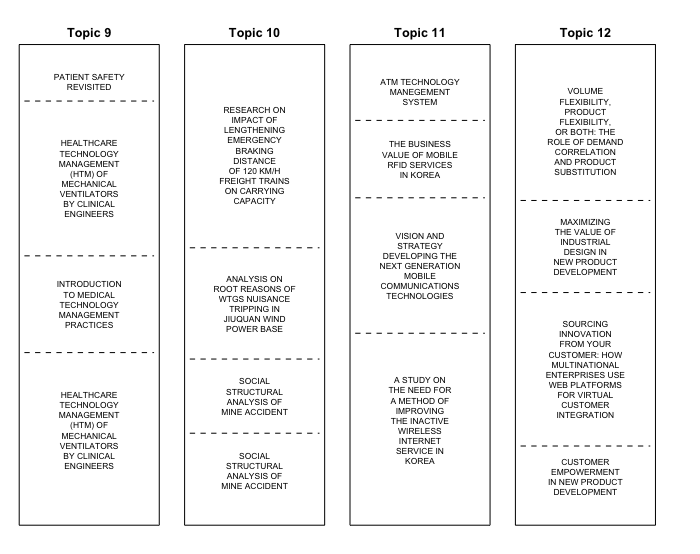 Topic 9
PATIENT SAFETY
REVISITED
HEALTHCARE
TECHNOLOGY
MANAGEMENT
(HTM) OF
MECHANICAL
VENTILATORS
BY CLINICAL
ENGINEERS
INTRODUCTION
TO MEDICAL
TECHNOLOGY
MANAGEMENT
PRACTICES
HEALTHCARE
TECHNOLOGY
MANAGEMENT
(HTM) OF
MECHANICAL
VENTILATORS
BY CLINICAL
ENGINEERS
Topic 10
RESEARCH ON
IMPACT OF
LENGTHENING
EMERGENCY
BRAKING
DISTANCE
OF 120 KM/H
FREIGHT TRAINS
ON CARRYING
CAPACITY
ANALYSIS ON
ROOT REASONS OF
WTGS NUISANCE
TRIPPING IN
JIUQUAN WIND
POWER BASE
SOCIAL
STRUCTURAL
ANALYSIS OF
MINE ACCIDENT
SOCIAL
STRUCTURAL
ANALYSIS OF
MINE ACCIDENT
Topic 11
ATM TECHNOLOGY
MANEGEMENT
SYSTEM
THE BUSINESS
VALUE OF MOBILE
RFID SERVICES
IN KOREA
VISION AND
STRATEGY
DEVELOPING THE
NEXT GENERATION
MOBILE
COMMUNICATIONS
TECHNOLOGIES
A STUDY ON
THE NEED FOR
A METHOD OF
IMPROVING
THE INACTIVE
WIRELESS
INTERNET
SERVICE IN
KOREA
Topic 12
VOLUME
FLEXIBILITY,
PRODUCT
FLEXIBILITY,
OR BOTH: THE
ROLE OF DEMAND
CORRELATION
AND PRODUCT
SUBSTITUTION
MAXIMIZING
THE VALUE OF
INDUSTRIAL
DESIGN IN
NEW PRODUCT
DEVELOPMENT
SOURCING
INNOVATION
FROM YOUR
CUSTOMER: HOW
MULTINATIONAL
ENTERPRISES USE
WEB PLATFORMS
FOR VIRTUAL
CUSTOMER
INTEGRATION
CUSTOMER
EMPOWERMENT
IN NEW PRODUCT
DEVELOPMENT